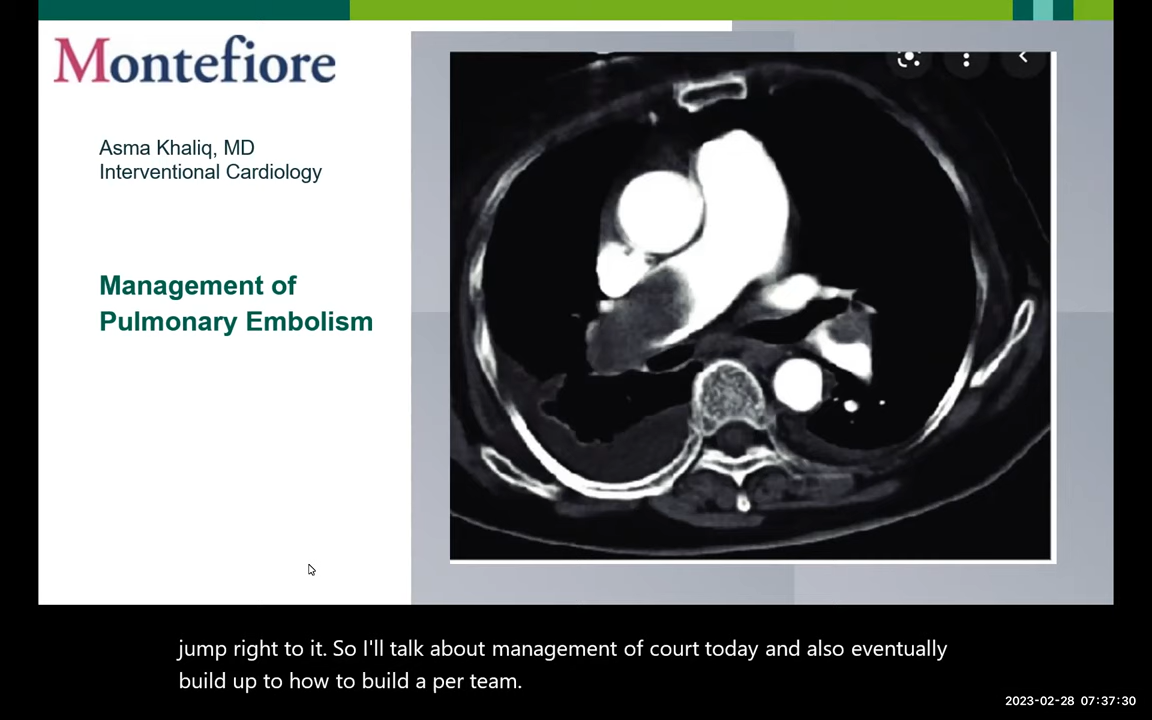 Montefiore
Asma Khaliq, MD
Interventional Cardiology
Management of
Pulmonary Embolism
jump right to it. So I'll talk about management of court today and also eventually
build up to how to build a per team.
2023-02-28 07:37:30